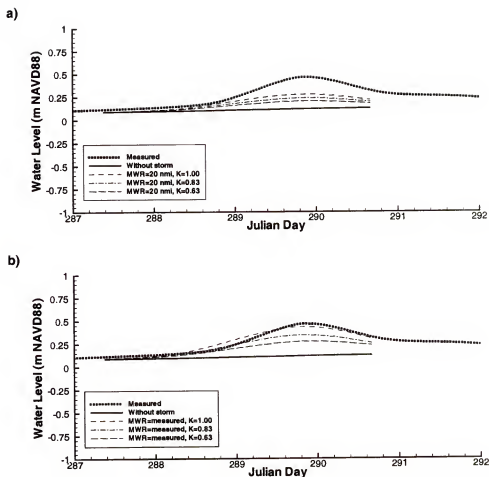 a)
Water Level (m NAVD88)
1
0.75
0.5
0.25
0
-0.25
-0.5
-0.75
-1
Measured
Without storm
MWR=20 nmi, K=1.00
MWR=20 nmi, K=0.83
MWR=20 nmi, K=0.63
287 288 289 290 291 292
Julian Day
b)
Water Level (m NAVD88)
1
0.75
0.5
0.25
0
-0.25
-0.5
-0.75
-1
Measured
Without storm
MWR=measured, K=1.00
MWR=measured, K=0.83
MWR=measured, K=0.63
287 288 289 290 291 292
Julian Day